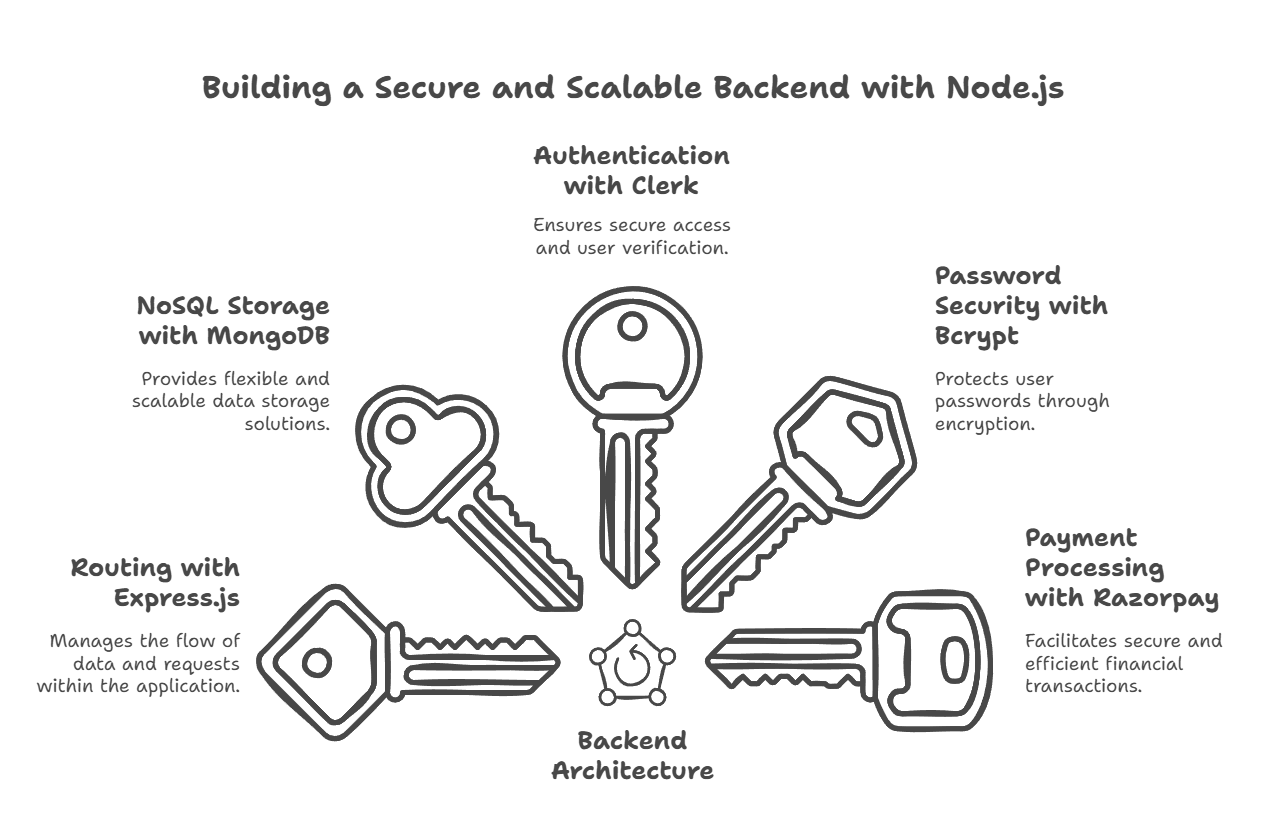 Building a Secure and Scalable Backend with Node.js
Authentication
with Clerk
Ensures secure access
and user verification.
NoSQL Storage
with MongoDB
Provides flexible and
scalable data storage
solutions.
Password
Security with
Bcrypt
Protects user
passwords through
encryption.
Routing with
Express.js
Manages the flow of
data and requests
within the application.
Payment
Processing
with Razorpay
Facilitates secure and
efficient financial
transactions.
Backend
Architecture